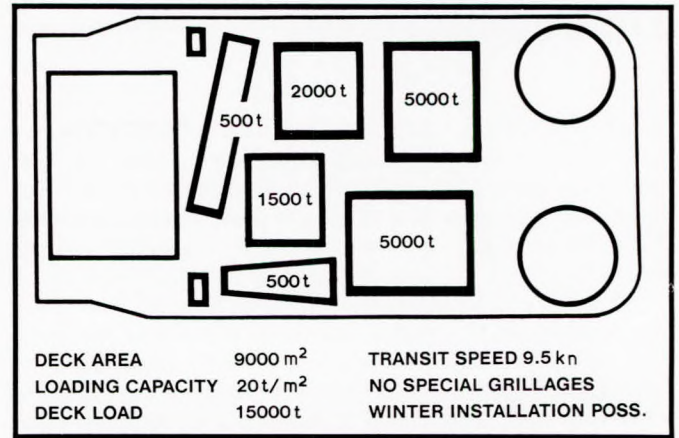 2000 t
5000 t
500 t
1500 t
5000 t
500 t
DECK AREA 9000 m²
LOADING CAPACITY 20 t/m²
DECK LOAD 15000 t
TRANSIT SPEED 9.5 kn
NO SPECIAL GRILLAGES
WINTER INSTALLATION POSS.